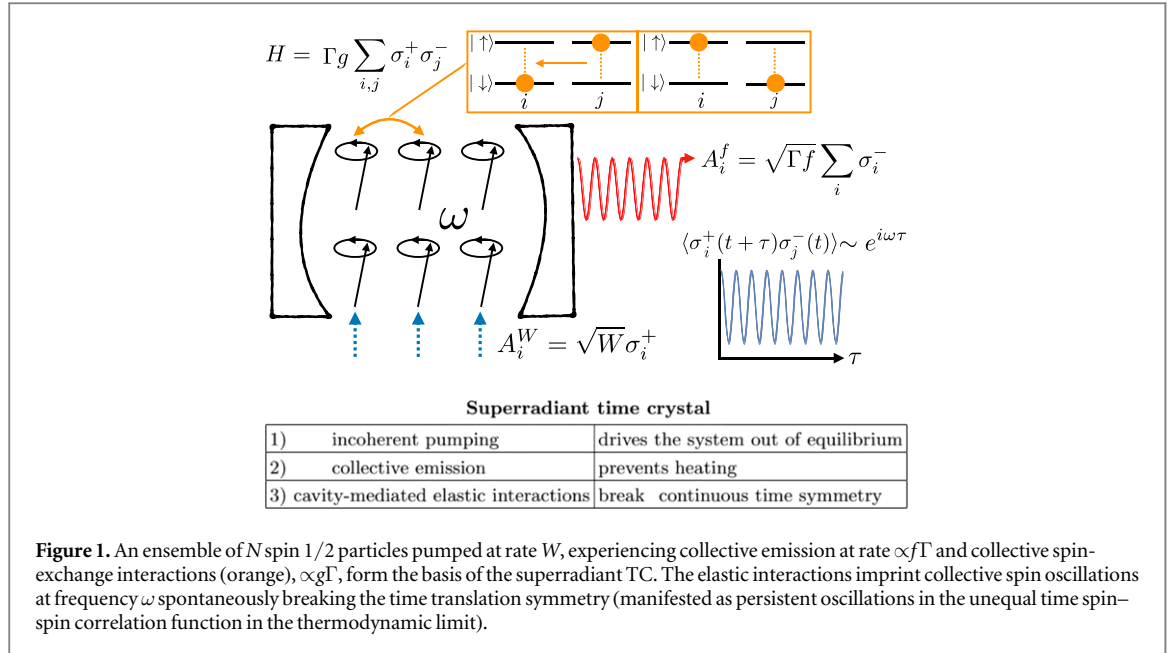 H = Γg ∑ σ_i^+ σ_j^-
i,j
|↑⟩ |↑⟩
|↓⟩ |↓⟩
i j i j
A_i^f = √Γf ∑ σ_i^-
i
ω
⟨σ_i^+(t + τ)σ_j^-(t)⟩∼ e^{iωτ}
A_i^W = √W σ_i^+
τ
Superradiant time crystal
1) incoherent pumping drives the system out of equilibrium
2) collective emission prevents heating
3) cavity-mediated elastic interactions break continuous time symmetry
Figure 1. An ensemble of N spin 1/2 particles pumped at rate W, experiencing collective emission at rate ∝fΓ and collective spin-
exchange interactions (orange), ∝gΓ, form the basis of the superradiant TC. The elastic interactions imprint collective spin oscillations
at frequency ω spontaneously breaking the time translation symmetry (manifested as persistent oscillations in the unequal time spin–
spin correlation function in the thermodynamic limit).